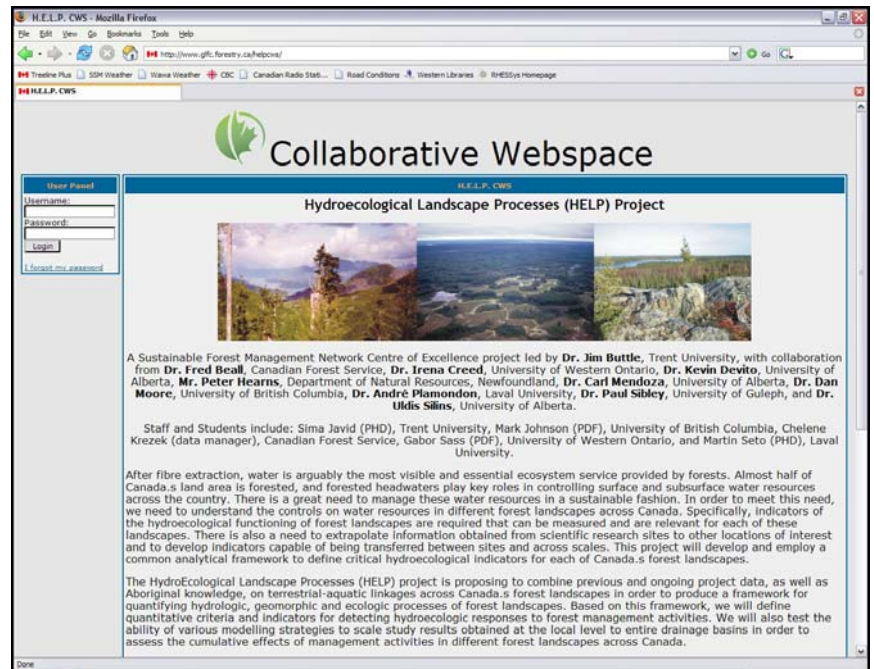 H.E.L.P. CWS - Mozilla Firefox
File Edit View Go Bookmarks Tools Help
http://www.glfc.forestry.ca/helpcws/
Go
Treeline Plus SSM Weather Wawa Weather CBC Canadian Radio Stati... Road Conditions Western Libraries RHESSys Homepage
H.E.L.P. CWS
Collaborative Webspace
User Panel
Username:
Password:
Login
I forgot my password
H.E.L.P. CWS
Hydroecological Landscape Processes (HELP) Project
A Sustainable Forest Management Network Centre of Excellence project led by Dr. Jim Buttle, Trent University, with collaboration
from Dr. Fred Beall, Canadian Forest Service, Dr. Irena Creed, University of Western Ontario, Dr. Kevin Devito, University of
Alberta, Mr. Peter Hearns, Department of Natural Resources, Newfoundland, Dr. Carl Mendoza, University of Alberta, Dr. Dan
Moore, University of British Columbia, Dr. Andrè Plamondon, Laval University, Dr. Paul Sibley, University of Guleph, and Dr.
Uldis Silins, University of Alberta.
Staff and Students include: Sima Javid (PHD), Trent University, Mark Johnson (PDF), University of British Columbia, Chelene
Krezek (data manager), Canadian Forest Service, Gabor Sass (PDF), University of Western Ontario, and Martin Seto (PHD), Laval
University.
After fibre extraction, water is arguably the most visible and essential ecosystem service provided by forests. Almost half of
Canada.s land area is forested, and forested headwaters play key roles in controlling surface and subsurface water resources
across the country. There is a great need to manage these water resources in a sustainable fashion. In order to meet this need,
we need to understand the controls on water resources in different forest landscapes across Canada. Specifically, indicators of
the hydroecological functioning of forest landscapes are required that can be measured and are relevant for each of these
landscapes. There is also a need to extrapolate information obtained from scientific research sites to other locations of interest
and to develop indicators capable of being transferred between sites and across scales. This project will develop and employ a
common analytical framework to define critical hydroecological indicators for each of Canada.s forest landscapes.
The HydroEcological Landscape Processes (HELP) project is proposing to combine previous and ongoing project data, as well as
Aboriginal knowledge, on terrestrial-aquatic linkages across Canada.s forest landscapes in order to produce a framework for
quantifying hydrologic, geomorphic and ecologic processes of forest landscapes. Based on this framework, we will define
quantitative criteria and indicators for detecting hydroecologic responses to forest management activities. We will also test the
ability of various modelling strategies to scale study results obtained at the local level to entire drainage basins in order to
assess the cumulative effects of management activities in different forest landscapes across Canada.
Done